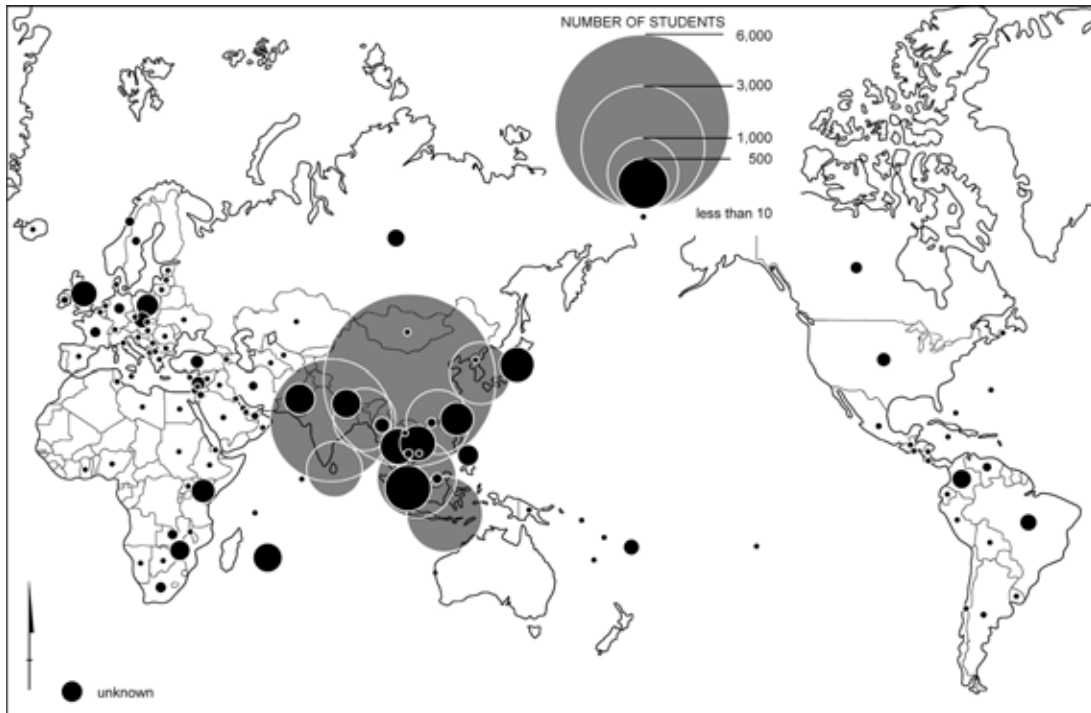 NUMBER OF STUDENTS
6,000
3,000
1,000
500
less than 10
unknown